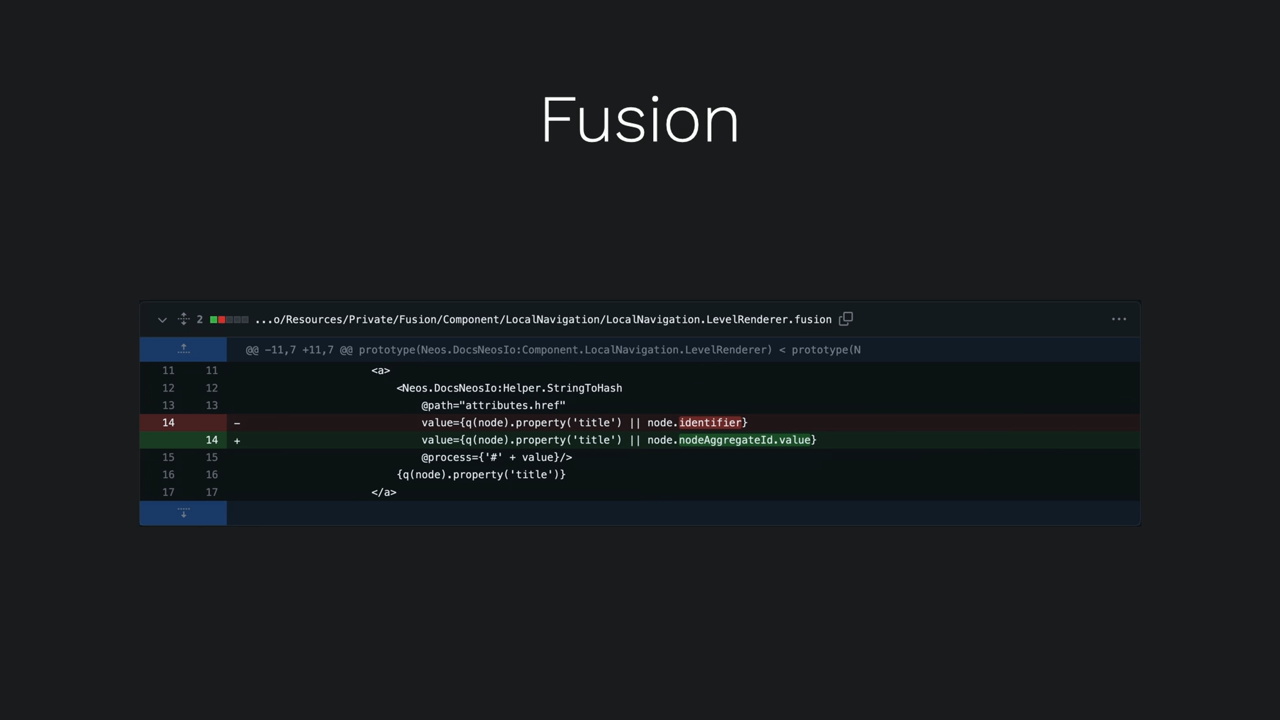 Fusion
2 ...o/Resources/Private/Fusion/Component/LocalNavigation/LocalNavigation.LevelRenderer.fusion ...
@@ -11,7 +11,7 @@ prototype(Neos.DocsNeosIo:Component.LocalNavigation.LevelRenderer) < prototype(N
11 11 <a>
12 12 <Neos.DocsNeosIo:Helper.StringToHash
13 13 @path="attributes.href"
14 - value={q(node).property('title') || node.identifier}
14 + value={q(node).property('title') || node.nodeAggregateId.value}
15 15 @process={'#' + value}/>
16 16 {q(node).property('title')}
17 17 </a>